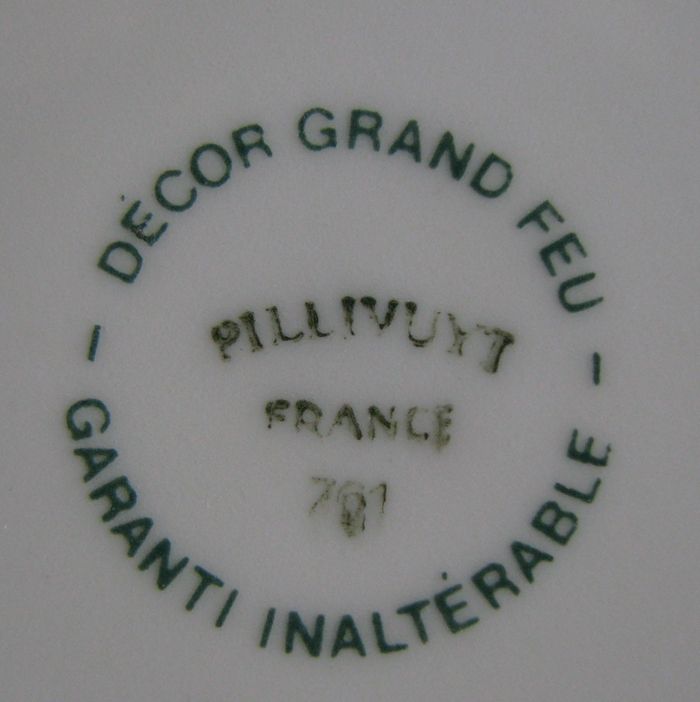 DÉCOR GRAND FEU
PILLIVUYT
FRANCE
GARANTI INALTÉRABLE